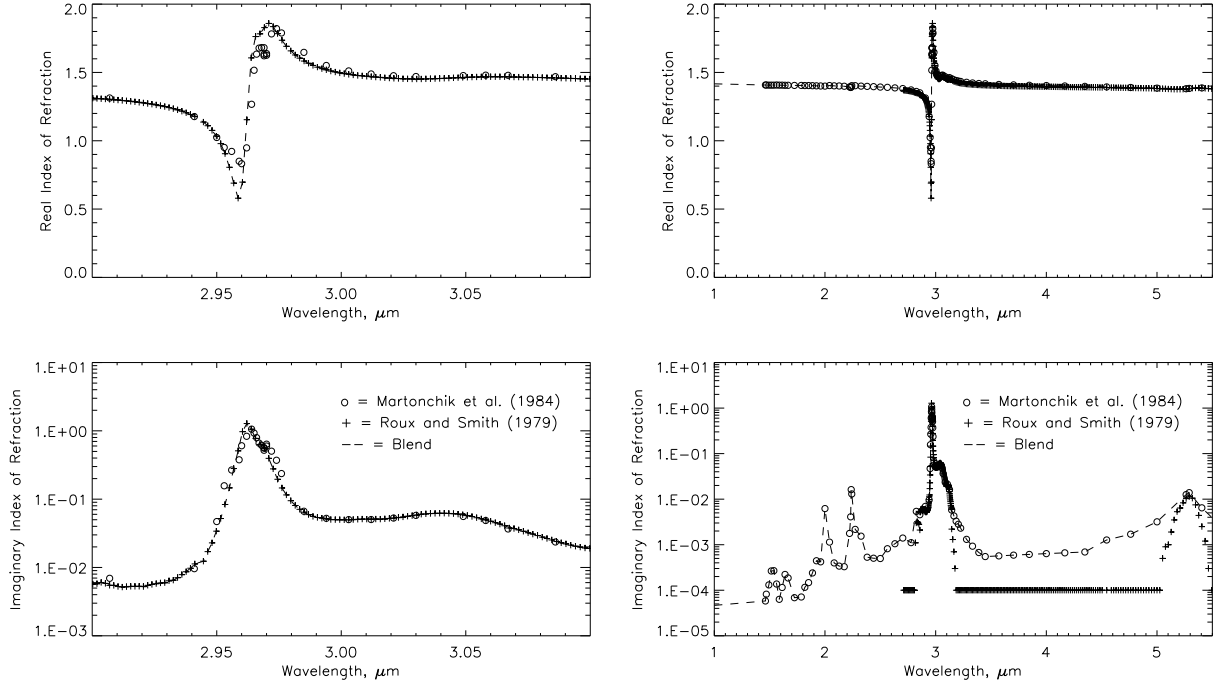 2.0
1.5
1.0
0.5
0.0
Real Index of Refraction
2.95
3.00
3.05
Wavelength, μm
2.0
1.5
1.0
0.5
0.0
Real Index of Refraction
1
2
3
4
5
Wavelength, μm
1.E+01
1.E+00
1.E-01
1.E-02
1.E-03
Imaginary Index of Refraction
o = Martonchik et al. (1984)
+ = Roux and Smith (1979)
-- = Blend
2.95
3.00
3.05
Wavelength, μm
1.E+01
1.E+00
1.E-01
1.E-02
1.E-03
1.E-04
1.E-05
Imaginary Index of Refraction
o = Martonchik et al. (1984)
+ = Roux and Smith (1979)
-- = Blend
1
2
3
4
5
Wavelength, μm